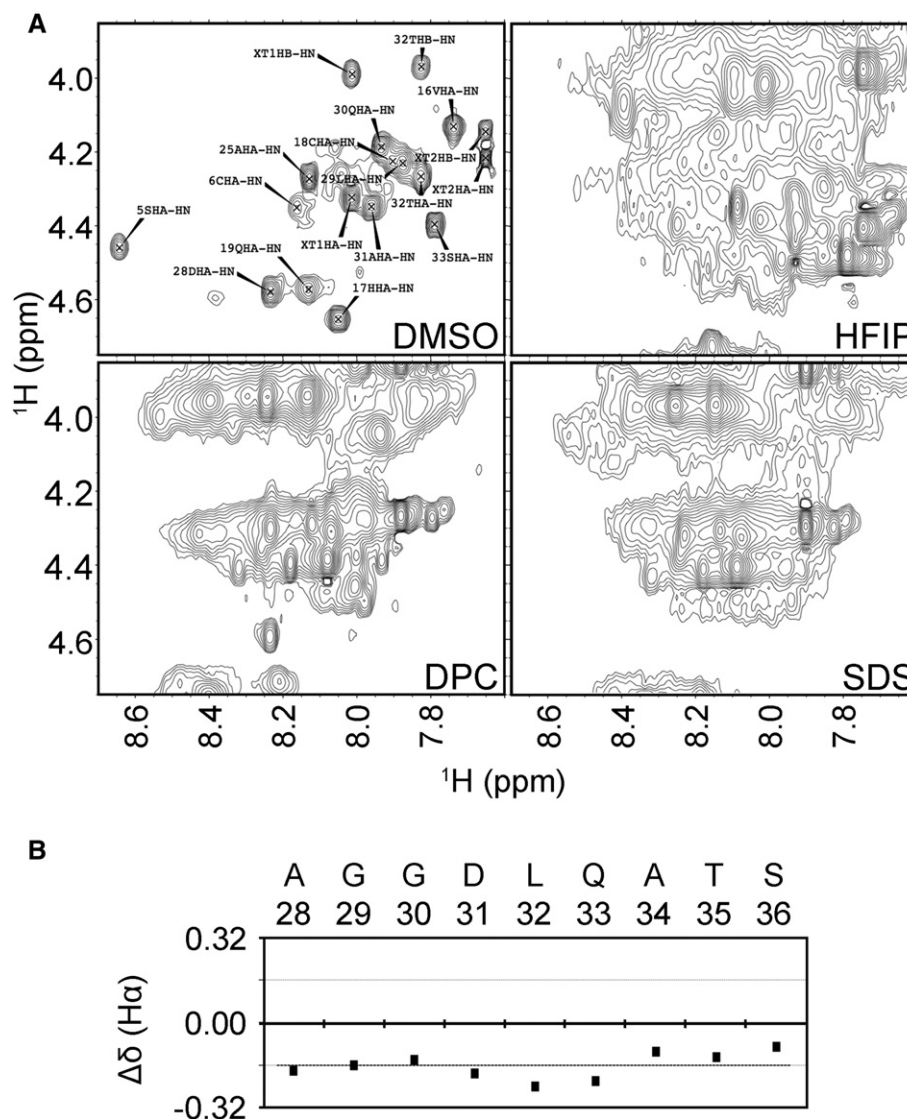 A
XT1HB-HN
32THB-HN
16VHA-HN
30QHA-HN
18CHA-HN
XT2HB-HN
25AHA-HN
29LHA-HN
6CHA-HN
XT2HA-HN
32THA-HN
5SHA-HN
XT1HA-HN
33SHA-HN
31AHA-HN
19QHA-HN
28DHA-HN
17HHA-HN
4.0
4.2
4.4
4.6
DMSO
HFIP
¹H (ppm)
4.0
4.2
4.4
4.6
DPC
SDS
8.6 8.4 8.2 8.0 7.8 8.6 8.4 8.2 8.0 7.8
¹H (ppm)
B
A G G D L Q A T S
28 29 30 31 32 33 34 35 36
0.32
0.00
-0.32
Δδ (Hα)